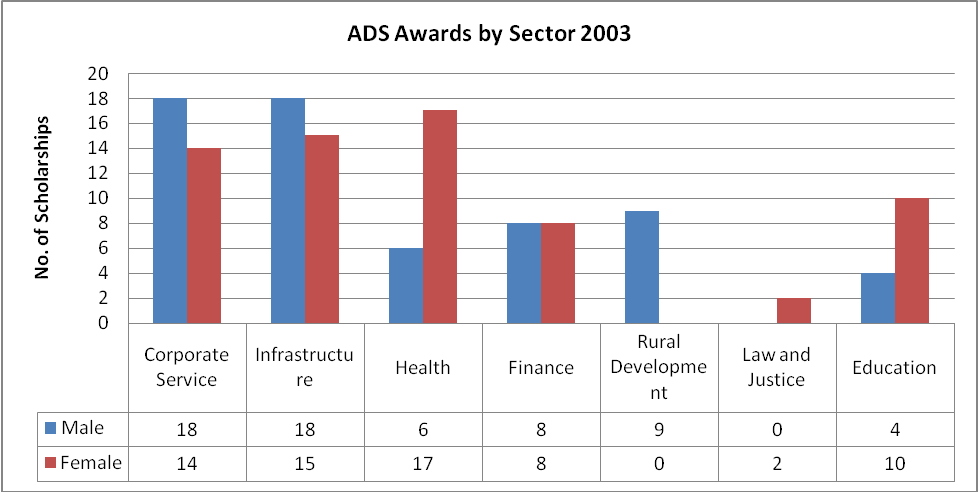 ADS Awards by Sector 2003
No. of Scholarships
20
18
16
14
12
10
8
6
4
2
0
Corporate
Service
Infrastructu
re
Health
Finance
Rural
Developme
nt
Law and
Justice
Education
Male 18 18 6 8 9 0 4
Female 14 15 17 8 0 2 10